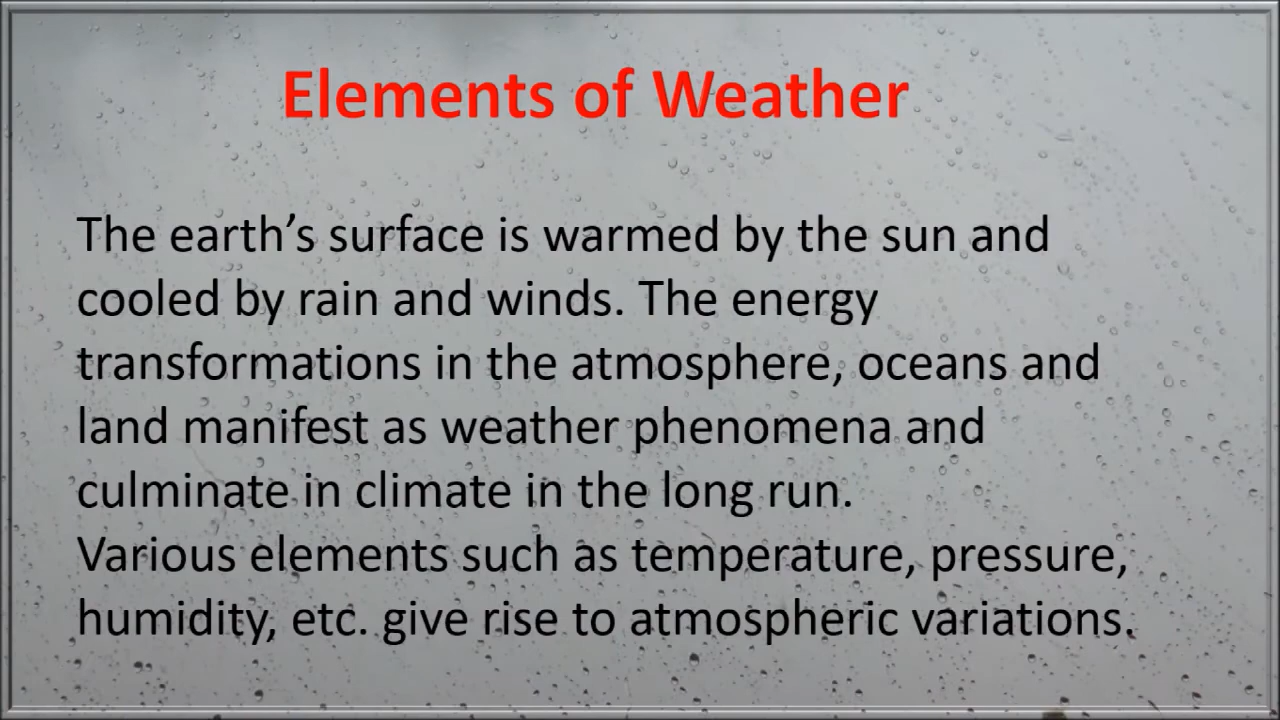 Elements of Weather
The earth’s surface is warmed by the sun and
cooled by rain and winds. The energy
transformations in the atmosphere, oceans and
land manifest as weather phenomena and
culminate in climate in the long run.
Various elements such as temperature, pressure,
humidity, etc. give rise to atmospheric variations.